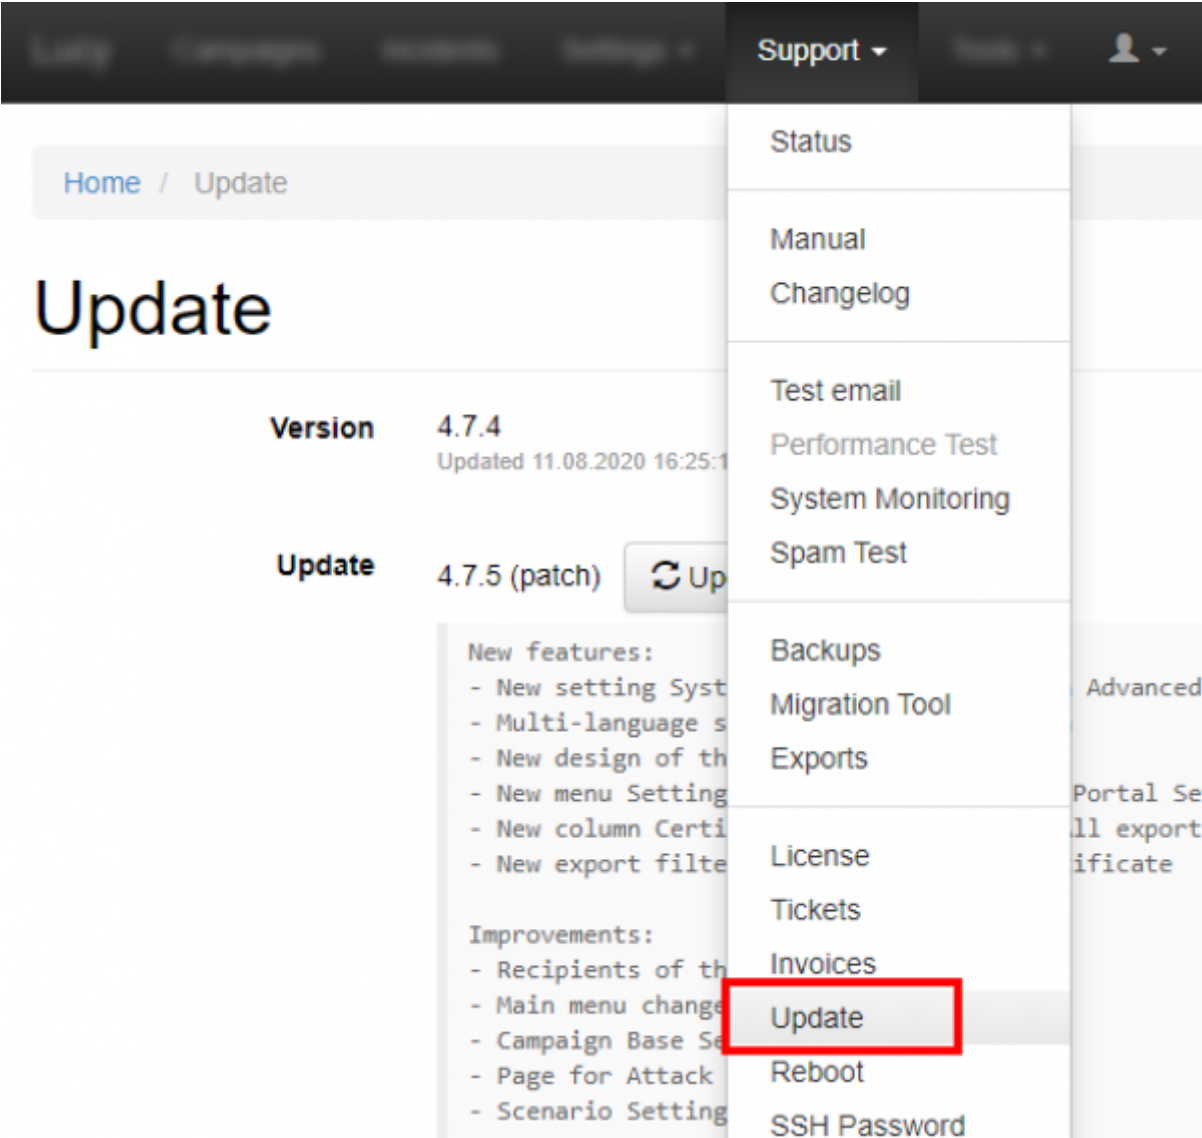 Support
Home / Update
Update
Version
4.7.4
Updated 11.08.2020 16:25:1
Update
4.7.5 (patch)
Up
New features:
- New setting Syst
Advanced
- Multi-language s
- New design of th
- New menu Setting
Portal Se
- New column Certi
ll export
- New export filte
ificate
Improvements:
- Recipients of th
- Main menu change
- Campaign Base Se
- Page for Attack
- Scenario Setting
Status
Manual
Changelog
Test email
Performance Test
System Monitoring
Spam Test
Backups
Migration Tool
Exports
License
Tickets
Invoices
Update
Reboot
SSH Password